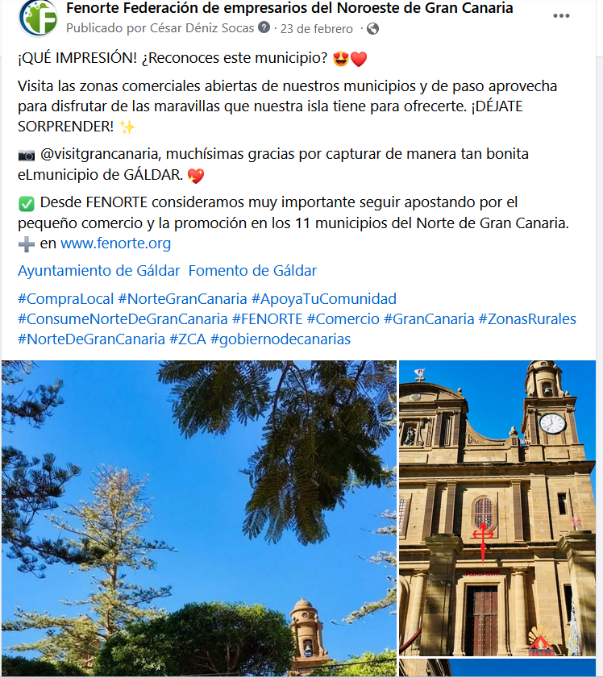 Fenorte Federación de empresarios del Noroeste de Gran Canaria
Publicado por César Déniz Socas · 23 de febrero ·
¡QUÉ IMPRESIÓN! ¿Reconoces este municipio? 😍❤️
Visita las zonas comerciales abiertas de nuestros municipios y de paso aprovecha
para disfrutar de las maravillas que nuestra isla tiene para ofrecerte. ¡DÉJATE
SORPRENDER! ✨
📷 @visitgrancanaria, muchísimas gracias por capturar de manera tan bonita
eLmunicipio de GÁLDAR. 💖
✅ Desde FENORTE consideramos muy importante seguir apostando por el
pequeño comercio y la promoción en los 11 municipios del Norte de Gran Canaria.
➕ en www.fenorte.org
Ayuntamiento de Gáldar Fomento de Gáldar
#CompraLocal #NorteGranCanaria #ApoyaTuComunidad
#ConsumeNorteDeGranCanaria #FENORTE #Comercio #GranCanaria #ZonasRurales
#NorteDeGranCanaria #ZCA #gobiernodecanarias